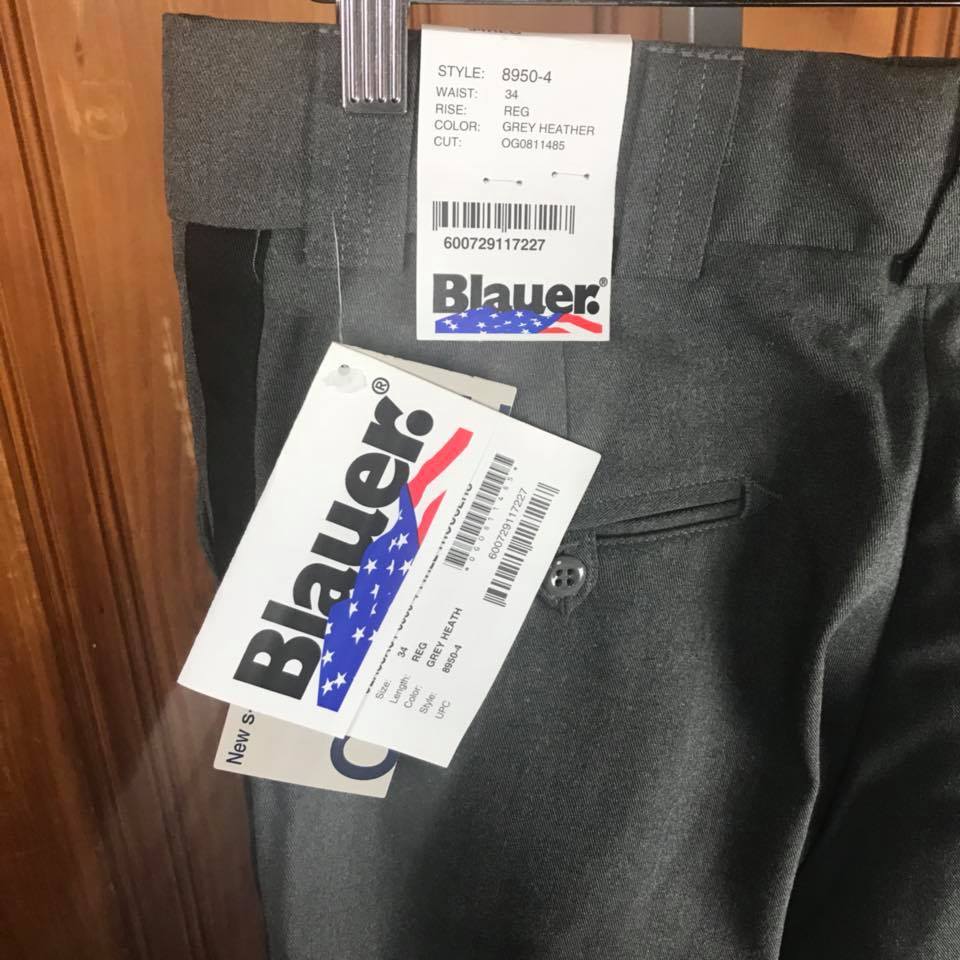 STYLE: 8950-4
WAIST: 34
RISE: REG
COLOR: GREY HEATHER
CUT: OG0811485
600729117227
Blauer.®
Blauer.®
*OG0811485*
600729117227
Size: 34
Length: REG
Color: GREY HEATH
Style: 8950-4
UPC
New